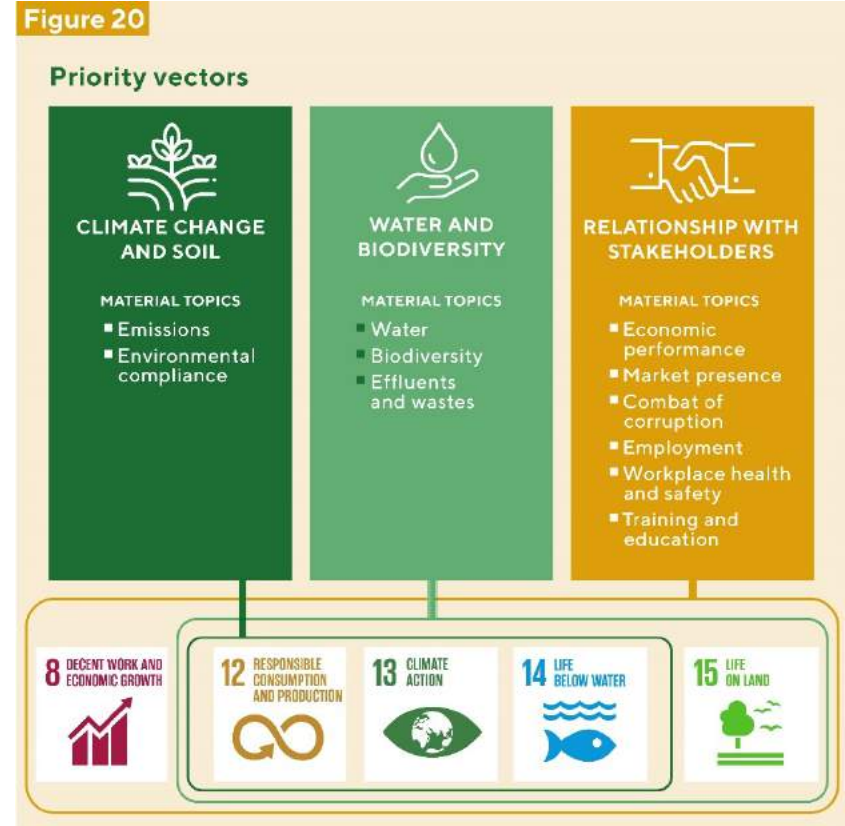 Figure 20
Priority vectors
CLIMATE CHANGE
AND SOIL
MATERIAL TOPICS
Emissions
Environmental
compliance
WATER AND
BIODIVERSITY
MATERIAL TOPICS
Water
Biodiversity
Effluents
and wastes
RELATIONSHIP WITH
STAKEHOLDERS
MATERIAL TOPICS
Economic
performance
Market presence
Combat of
corruption
Employment
Workplace health
and safety
Training and
education
8 DECENT WORK AND
ECONOMIC GROWTH
12 RESPONSIBLE
CONSUMPTION
AND PRODUCTION
13 CLIMATE
ACTION
14 LIFE
BELOW WATER
15 LIFE
ON LAND